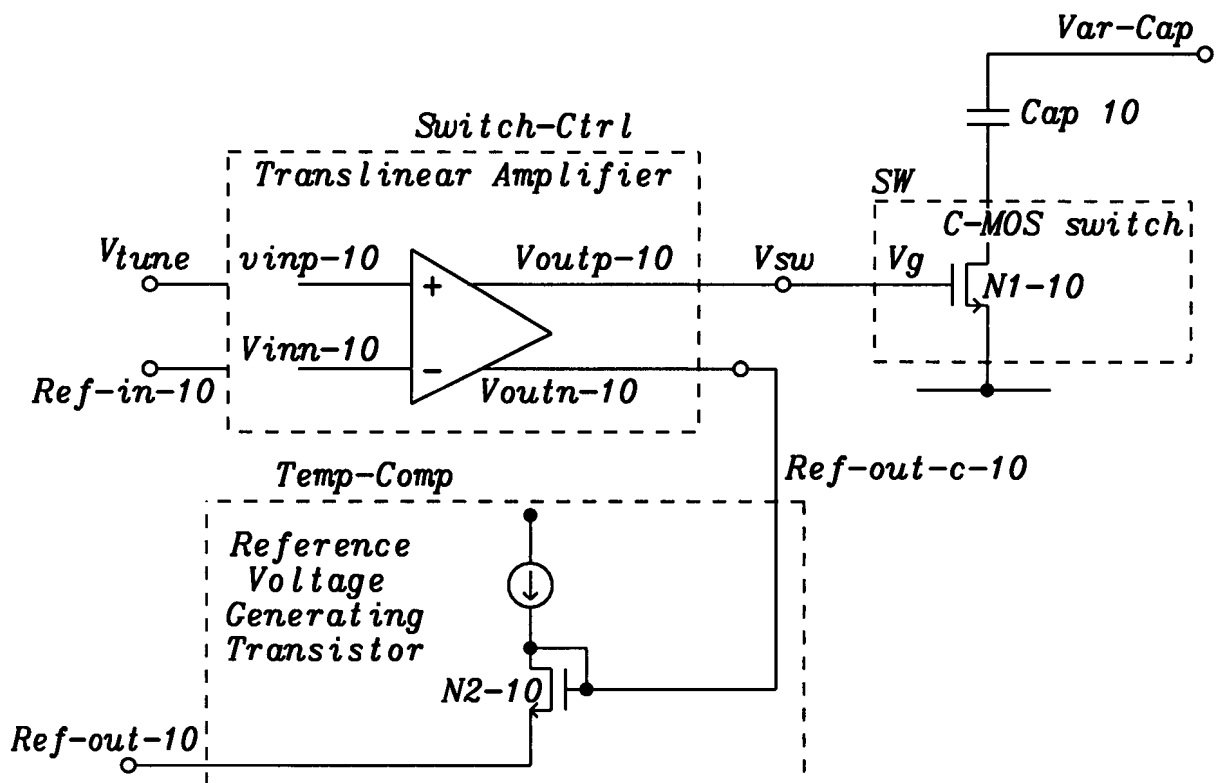 Var-Cap
Cap 10
Switch-Ctrl
Translinear Amplifier
SW
C-MOS switch
Vtune
vinp-10
+
Voutp-10
Vsw
Vg
N1-10
Ref-in-10
Vinn-10
−
Voutn-10
Ref-out-c-10
Temp-Comp
Reference
Voltage
Generating
Transistor
N2-10
Ref-out-10